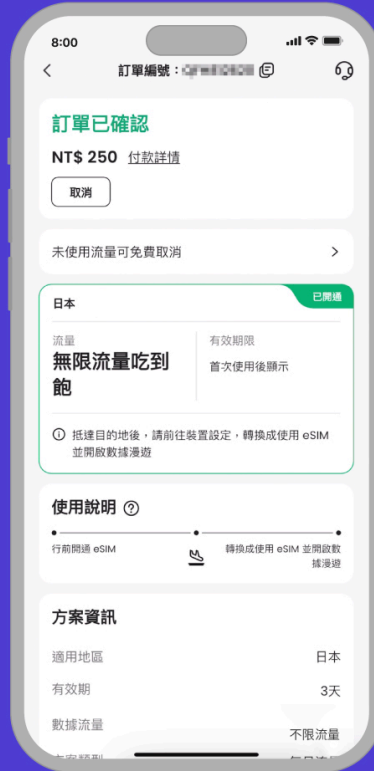 8:00
訂單編號：
訂單已確認
NT$ 250 付款詳情
取消
未使用流量可免費取消
日本
已開通
流量
無限流量吃到
飽
有效期限
首次使用後顯示
抵達目的地後，請前往裝置設定，轉換成使用 eSIM
並開啟數據漫遊
使用說明
行前開通 eSIM
轉換成使用 eSIM 並開啟數
據漫遊
方案資訊
適用地區 日本
有效期 3天
數據流量 不限流量